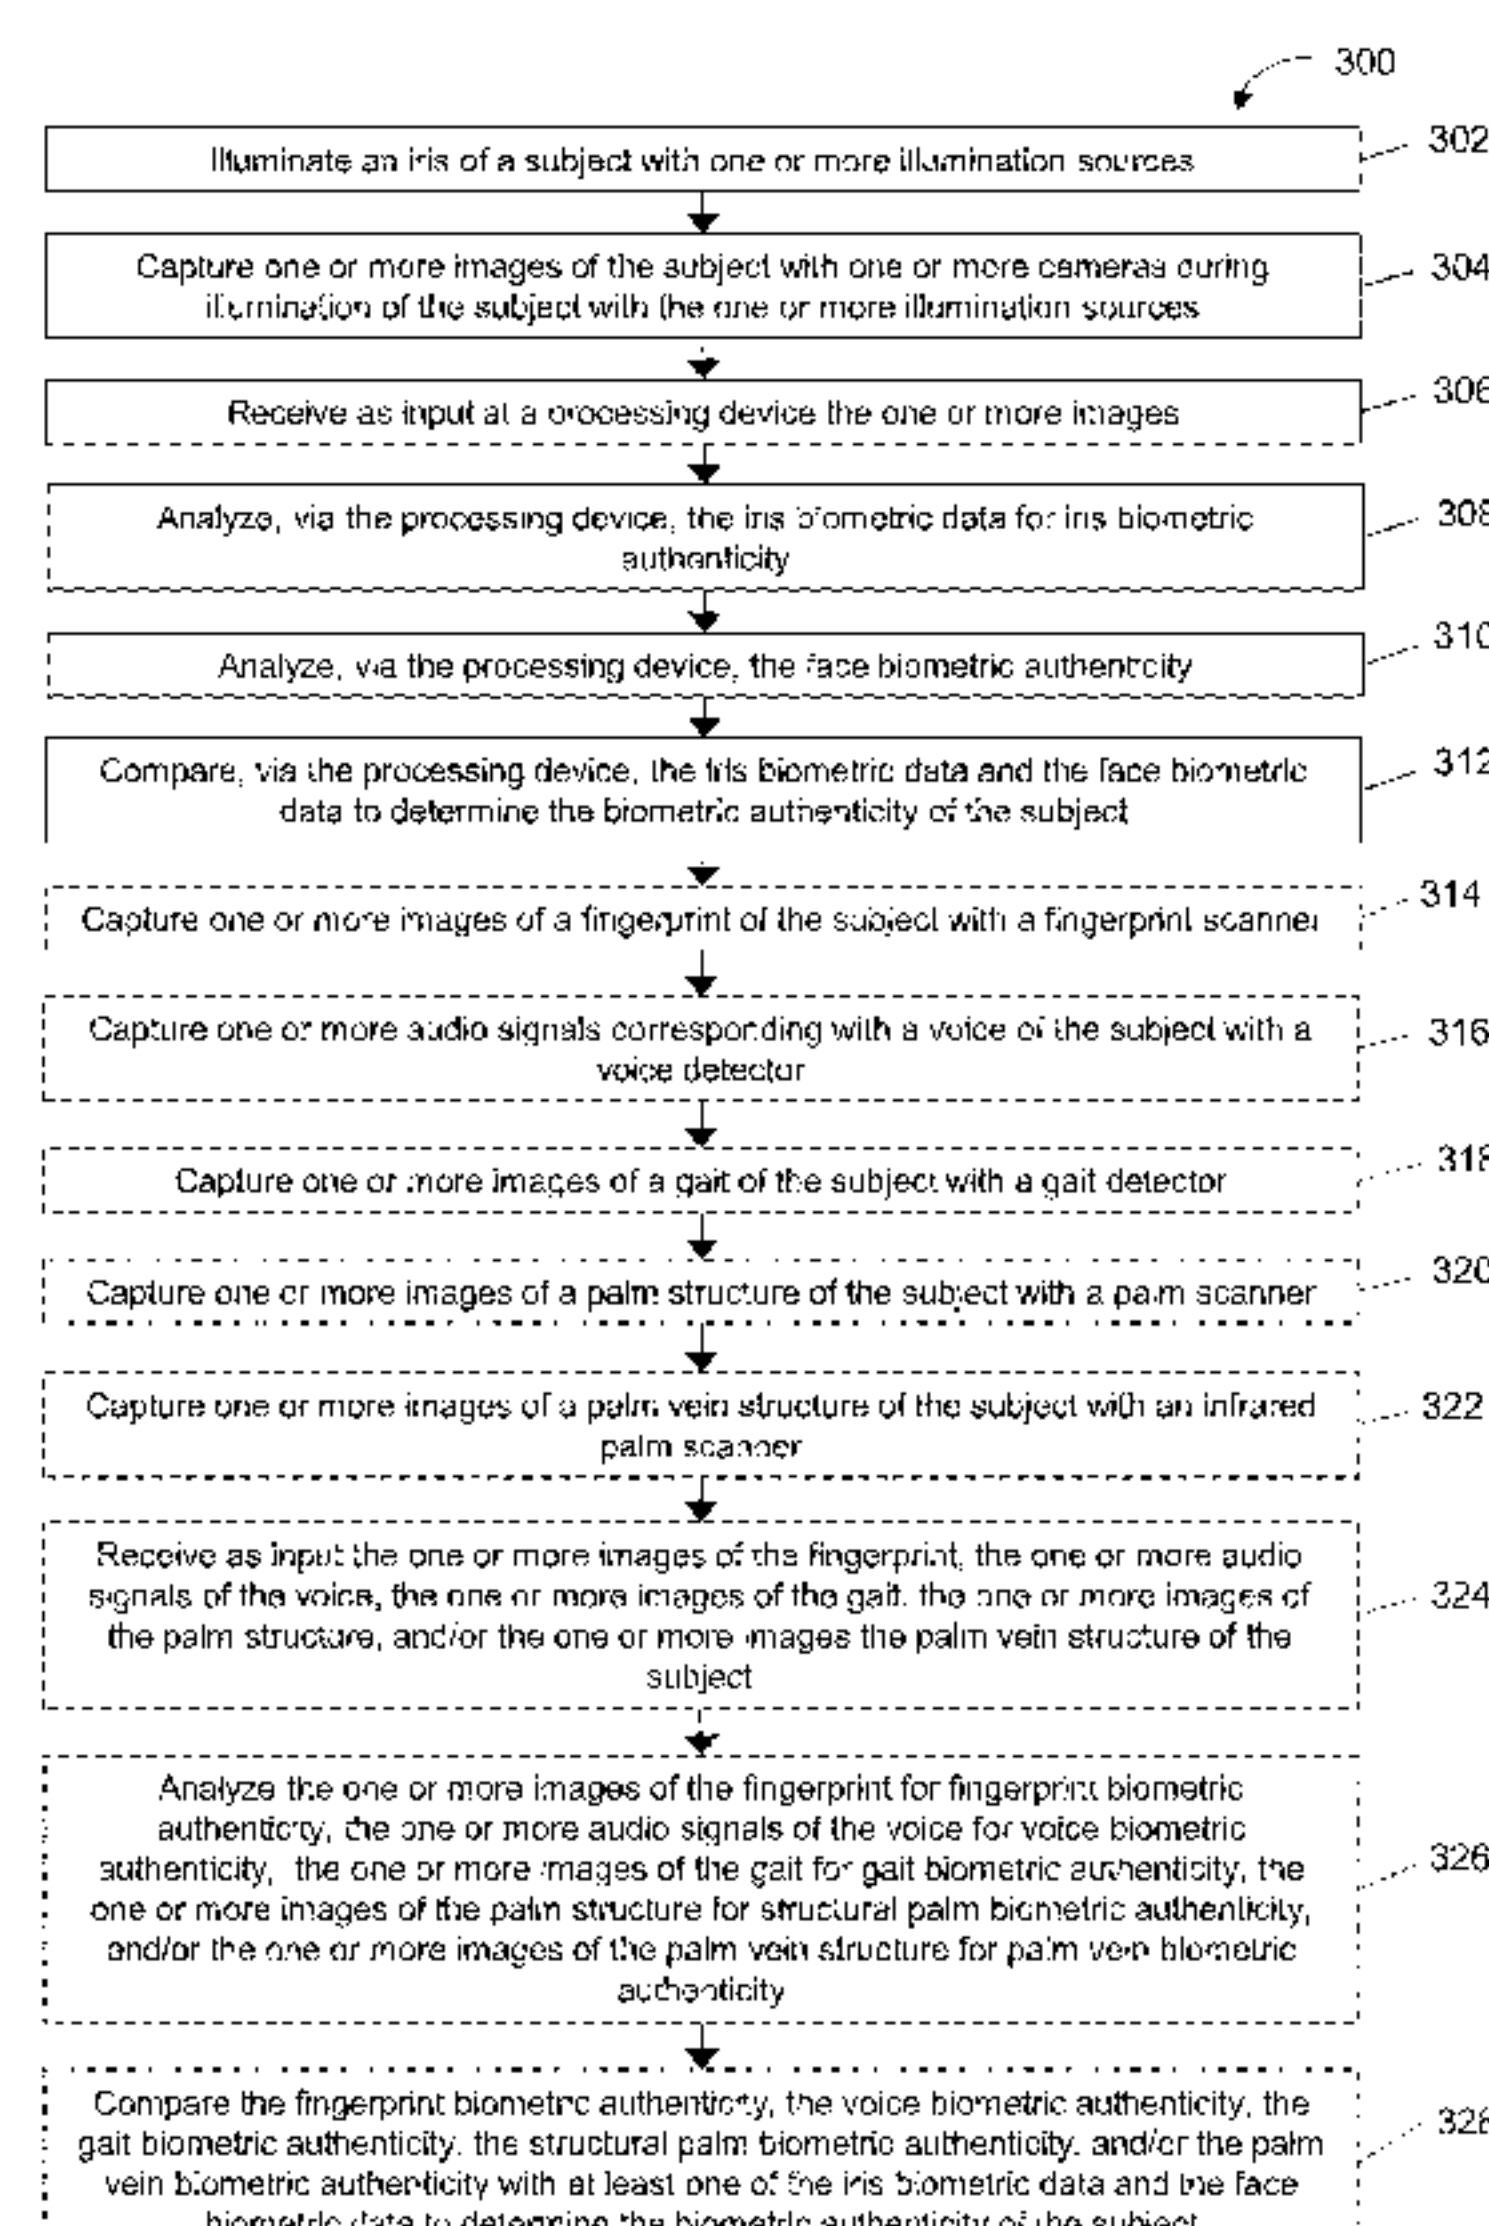 300
Illuminate an iris of a subject with one or more illumination sources
302
Capture one or more images of the subject with one or more cameras during
illumination of the subject with the one or more illumination sources
304
Receive as input at a processing device the one or more images
306
Analyze, via the processing device, the iris biometric data for iris biometric
authenticity
308
Analyze, via the processing device, the face biometric authenticity
310
Compare, via the processing device, the iris biometric data and the face biometric
data to determine the biometric authenticity of the subject
312
Capture one or more images of a fingerprint of the subject with a fingerprint scanner
314
Capture one or more audio signals corresponding with a voice of the subject with a
voice detector
316
Capture one or more images of a gait of the subject with a gait detector
318
Capture one or more images of a palm structure of the subject with a palm scanner
320
Capture one or more images of a palm vein structure of the subject with an infrared
palm scanner
322
Receive as input the one or more images of the fingerprint, the one or more audio
signals of the voice, the one or more images of the gait, the one or more images of
the palm structure, and/or the one or more images the palm vein structure of the
subject
324
Analyze the one or more images of the fingerprint for fingerprint biometric
authenticity, the one or more audio signals of the voice for voice biometric
authenticity, the one or more images of the gait for gait biometric authenticity, the
one or more images of the palm structure for structural palm biometric authenticity,
and/or the one or more images of the palm vein structure for palm vein biometric
authenticity
326
Compare the fingerprint biometric authenticity, the voice biometric authenticity, the
gait biometric authenticity, the structural palm biometric authenticity, and/or the palm
vein biometric authenticity with at least one of the iris biometric data and the face
biometric data to determine the biometric authenticity of the subject
328